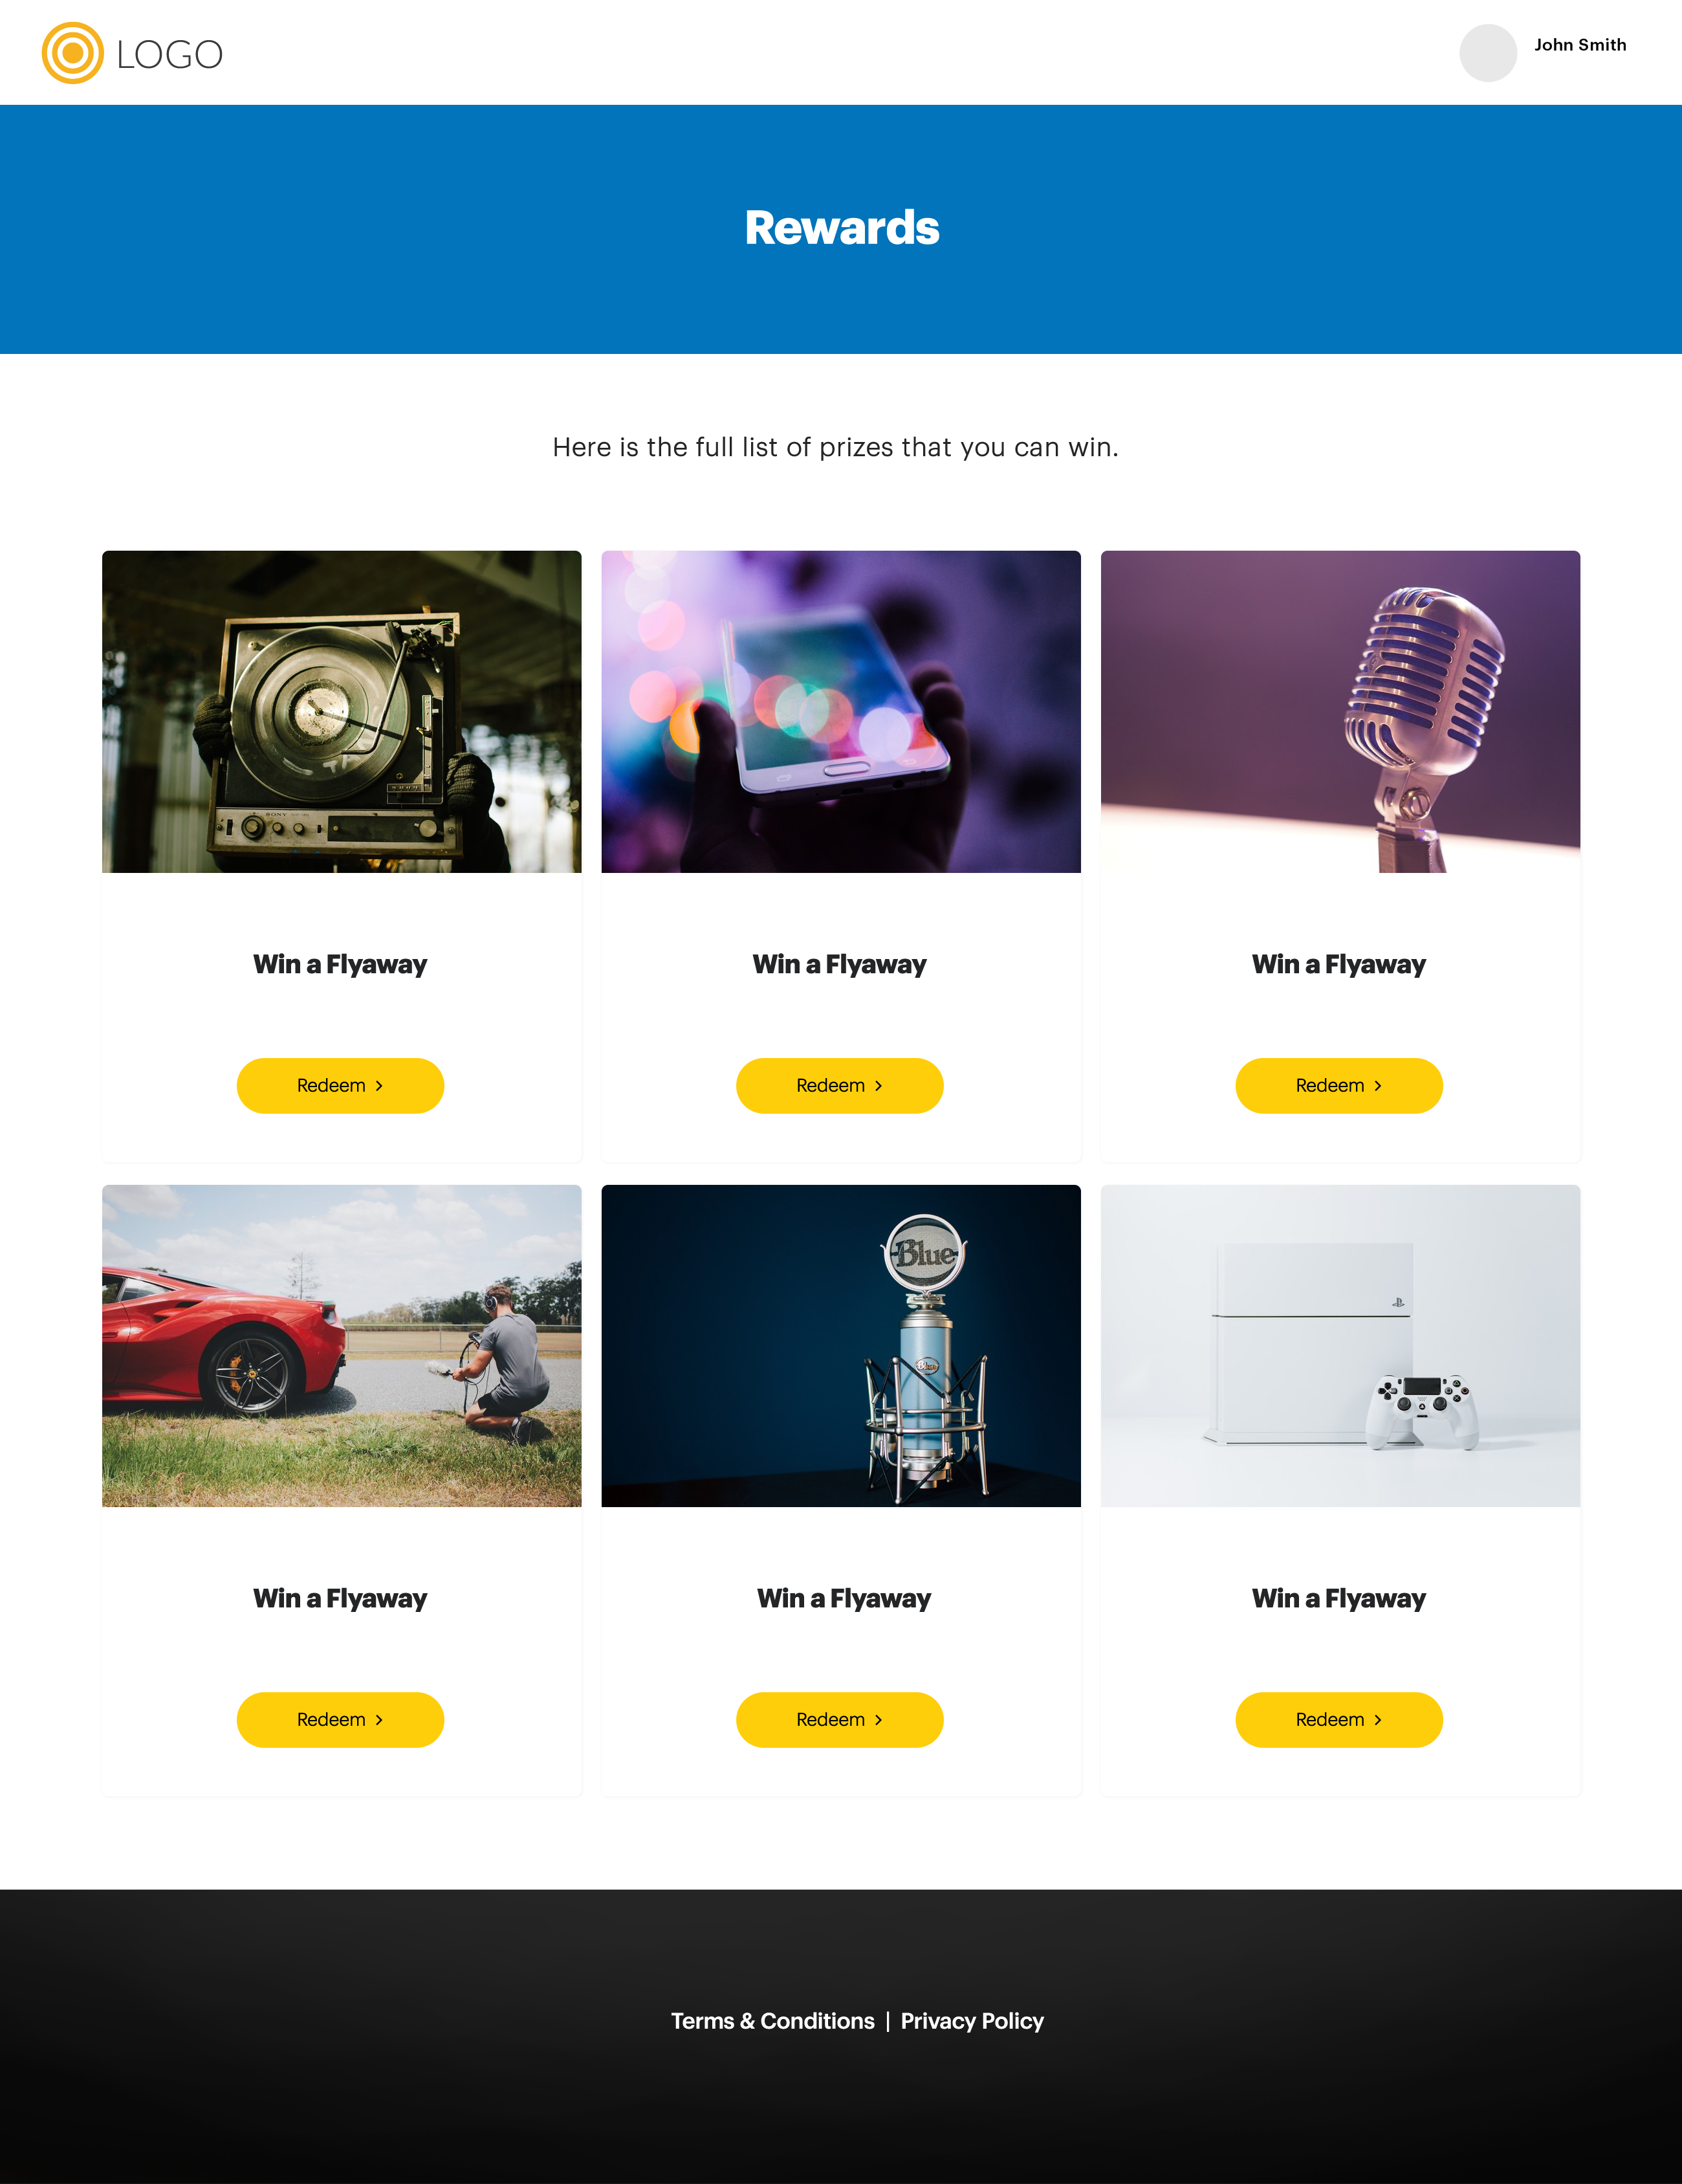 LOGO
John Smith
Rewards
Here is the full list of prizes that you can win.
SONY
Win a Flyaway
Win a Flyaway
Win a Flyaway
Redeem >
Redeem >
Redeem >
Blue
Blue
Win a Flyaway
Win a Flyaway
Win a Flyaway
Redeem >
Redeem >
Redeem >
Terms & Conditions | Privacy Policy